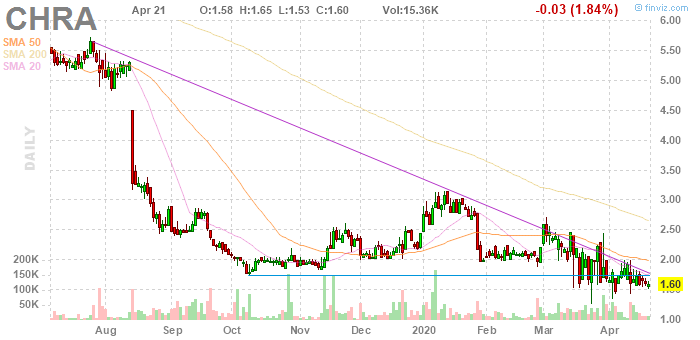 CHRA
Apr 21 O:1.58 H:1.65 L:1.53 C:1.60 Vol:15.36K -0.03 (1.84%)
© finviz.com
SMA 50
SMA 200
SMA 20
DAILY
6.00
5.50
5.00
4.50
4.00
3.50
3.00
2.50
2.00
1.60
1.00
200K
150K
100K
50K
Aug Sep Oct Nov Dec 2020 Feb Mar Apr